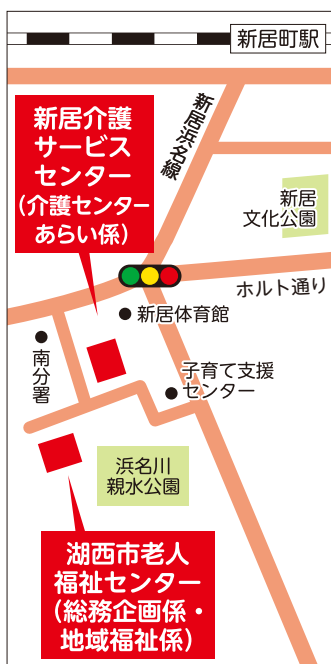 新居町駅
新居浜名線
新居介護
サービス
センター
(介護センター
あらい係)
新居
文化公園
ホルト通り
新居体育館
南分署
子育て支援
センター
浜名川
親水公園
湖西市老人
福祉センター
(総務企画係・
地域福祉係)